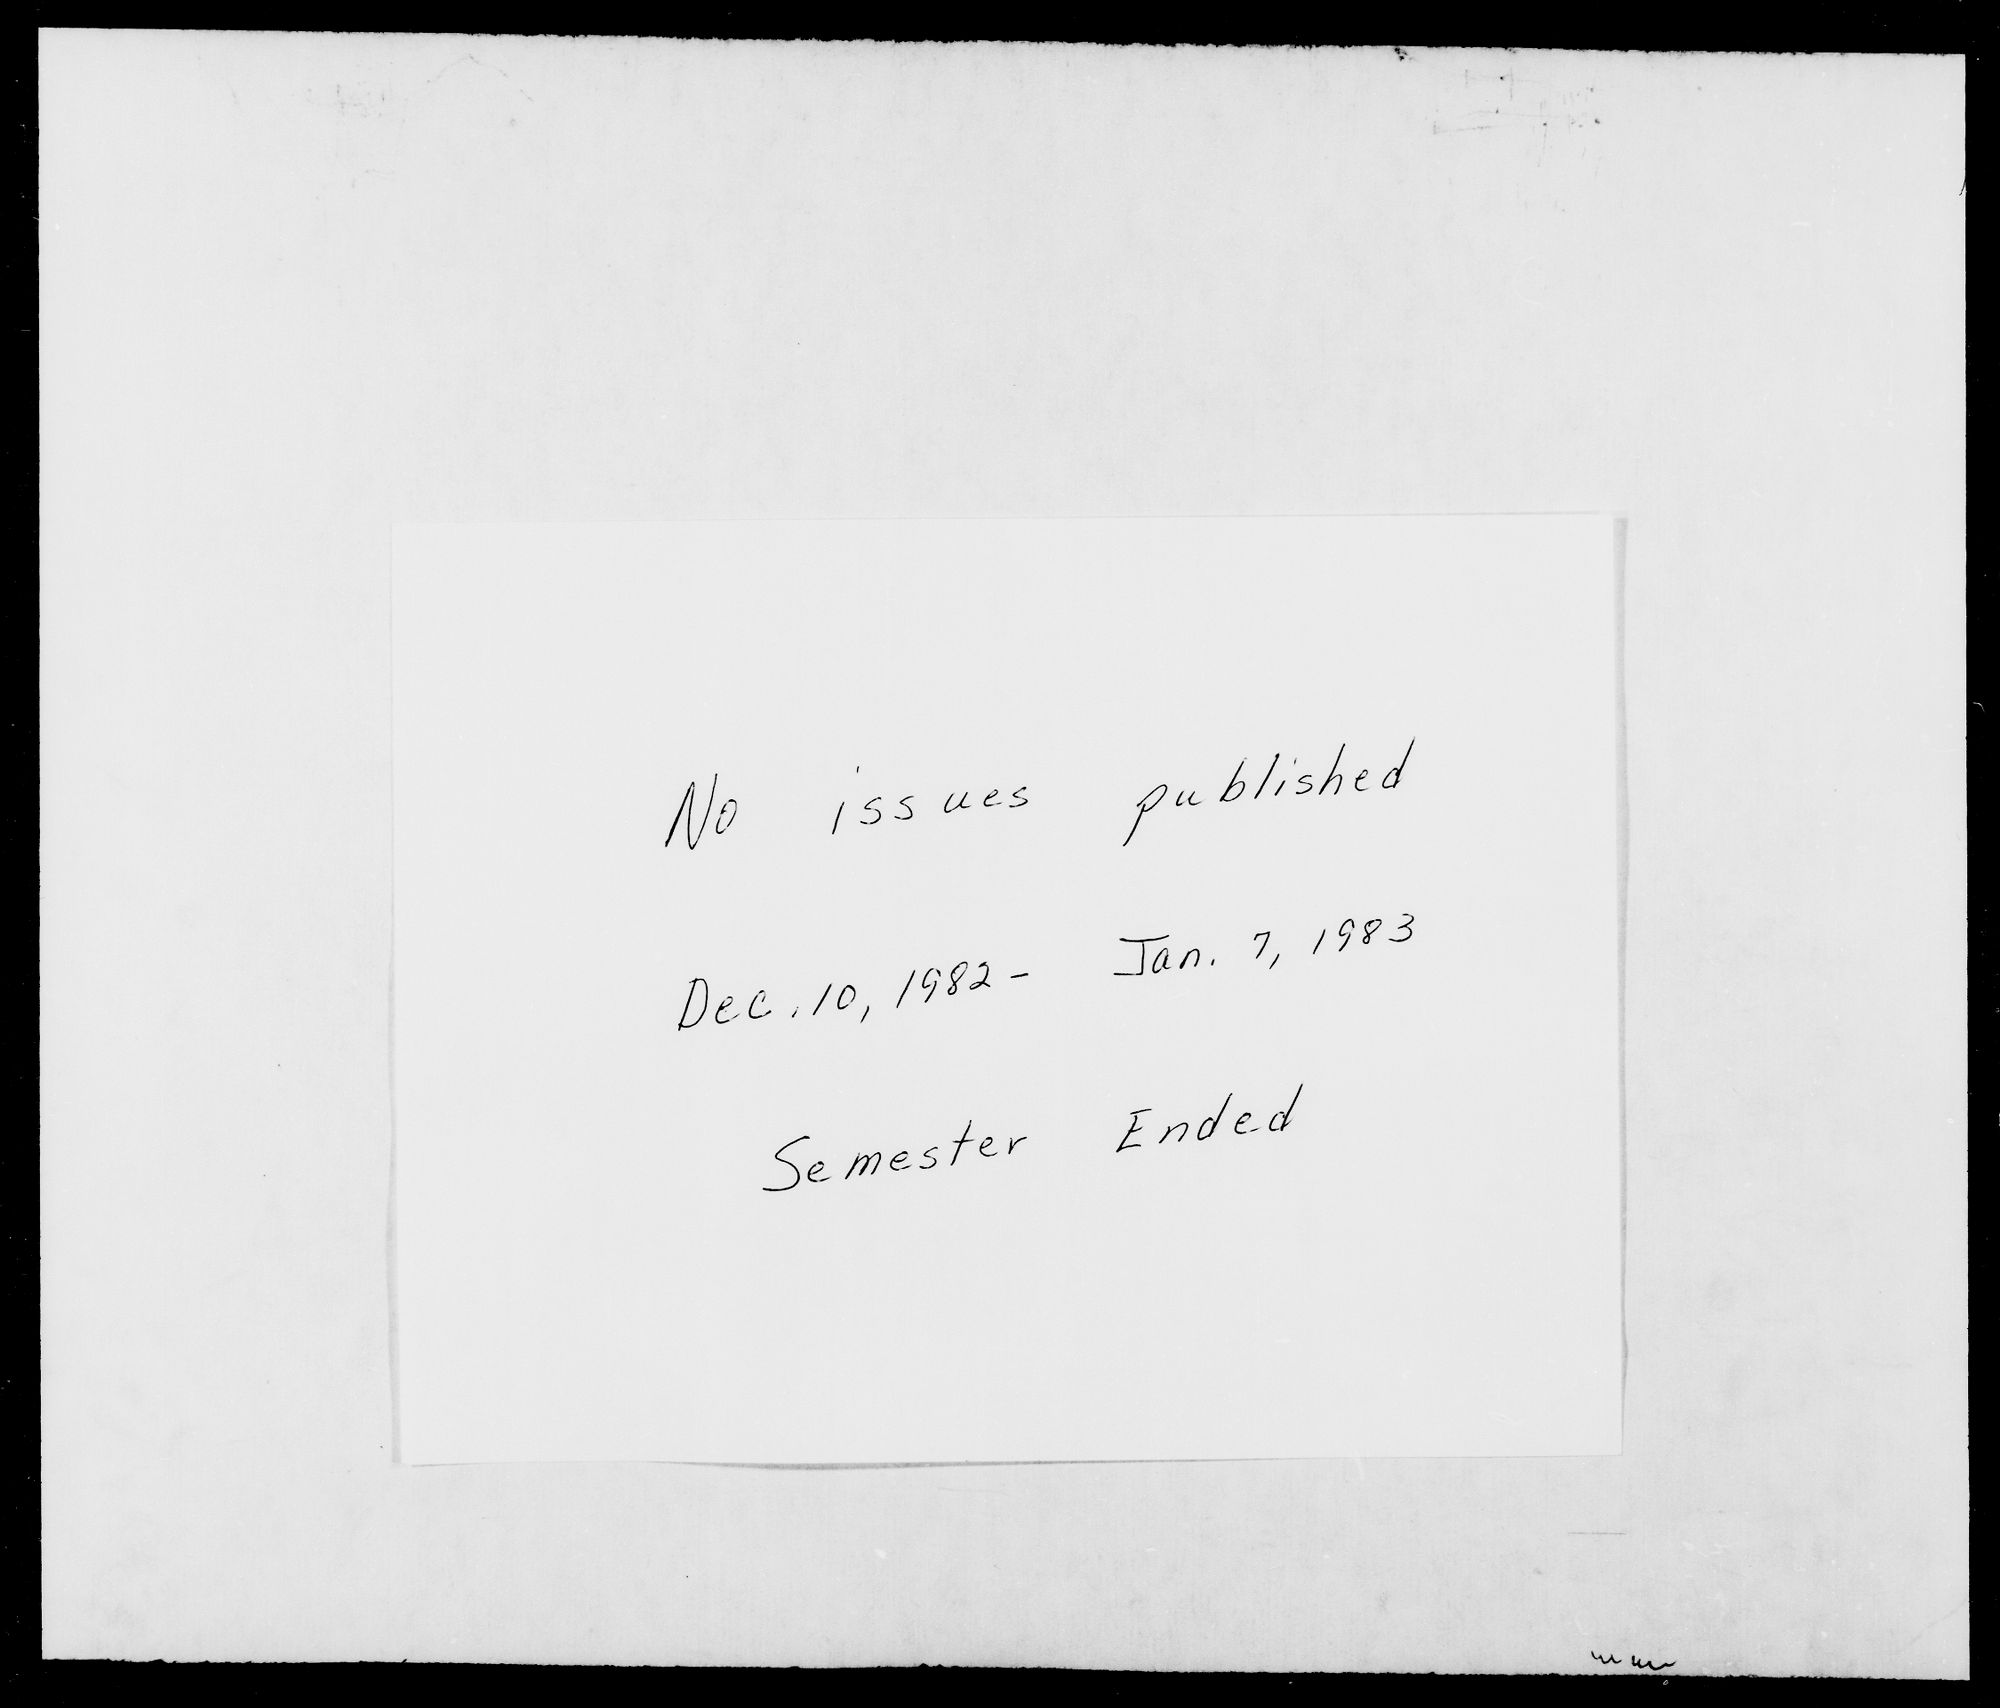 No issues published
Dec. 10, 1982 - Jan. 7, 1983
Semester Ended